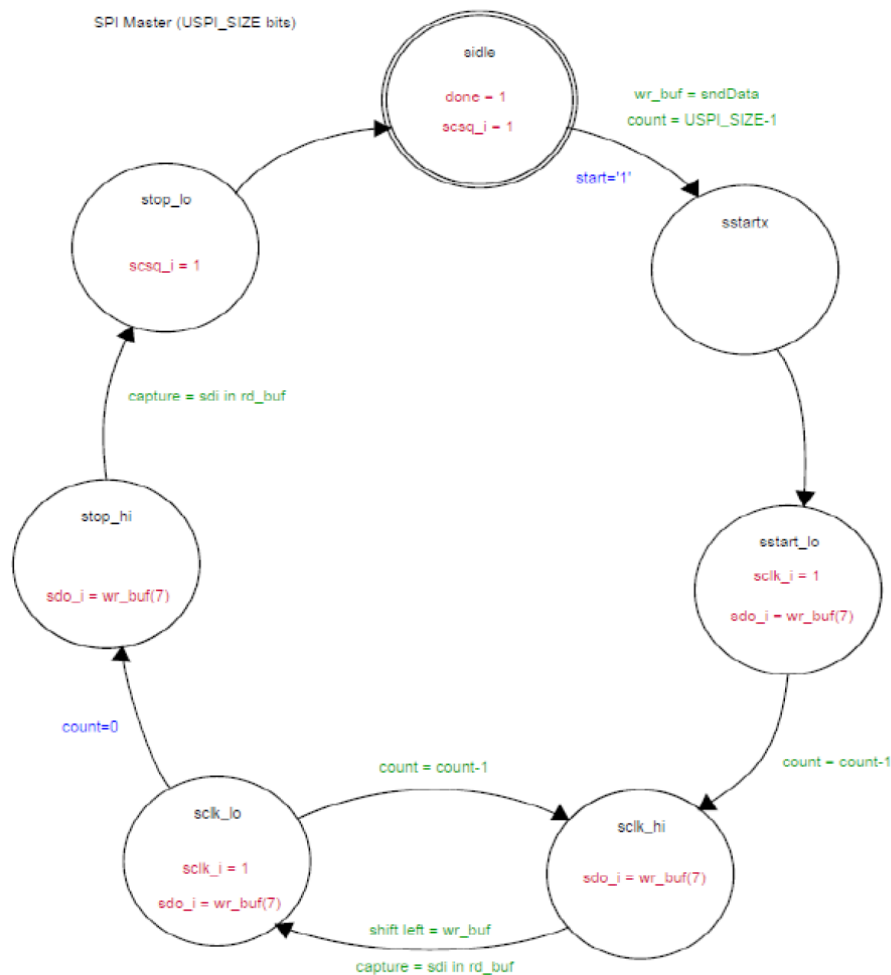 SPI Master (USPI_SIZE bits)
sidle
done = 1
scsq_i = 1
wr_buf = sndData
count = USPI_SIZE-1
start='1'
sstartx
stop_lo
scsq_i = 1
capture = sdi in rd_buf
stop_hi
sdo_i = wr_buf(7)
sstart_lo
sclk_i = 1
sdo_i = wr_buf(7)
count=0
count = count-1
count = count-1
sclk_lo
sclk_i = 1
sdo_i = wr_buf(7)
sclk_hi
sdo_i = wr_buf(7)
shift left = wr_buf
capture = sdi in rd_buf